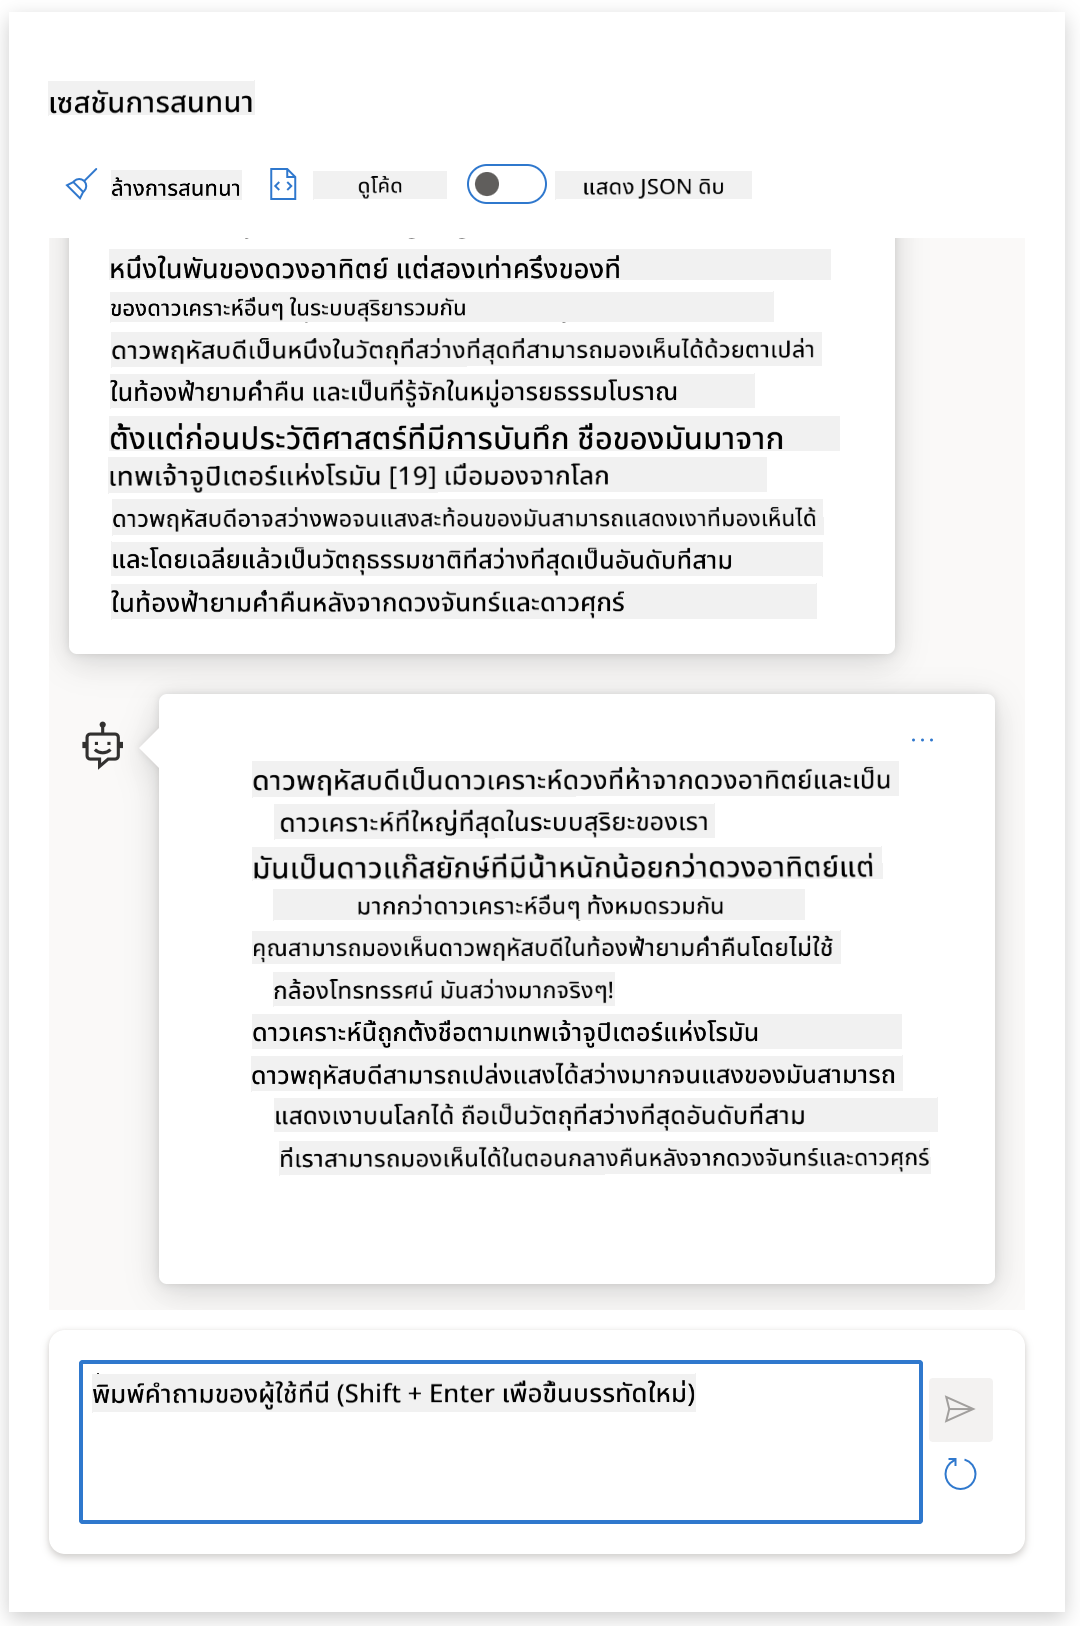 เซสชันการสนทนา
ล้างการสนทนา ดูโค้ด แสดง JSON ดิบ
หนึ่งในพันของดวงอาทิตย์ แต่สองเท่าครึ่งของที่
ของดาวเคราะห์อื่นๆ ในระบบสุริยารวมกัน
ดาวพฤหัสบดีเป็นหนึ่งในวัตถุที่สว่างที่สุดที่สามารถมองเห็นได้ด้วยตาเปล่า
ในท้องฟ้ายามค่ำคืน และเป็นที่รู้จักในหมู่อารยธรรมโบราณ
ตั้งแต่ก่อนประวัติศาสตร์ที่มีการบันทึก ชื่อของมันมาจาก
เทพเจ้าจูปิเตอร์แห่งโรมัน [19] เมื่อมองจากโลก
ดาวพฤหัสบดีอาจสว่างพอจนแสงสะท้อนของมันสามารถแสดงเงาที่มองเห็นได้
และโดยเฉลี่ยแล้วเป็นวัตถุธรรมชาติที่สว่างที่สุดเป็นอันดับที่สาม
ในท้องฟ้ายามค่ำคืนหลังจากดวงจันทร์และดาวศุกร์
ดาวพฤหัสบดีเป็นดาวเคราะห์ดวงที่ห้าจากดวงอาทิตย์และเป็น
ดาวเคราะห์ที่ใหญ่ที่สุดในระบบสุริยะของเรา
มันเป็นดาวแก๊สยักษ์ที่มีน้ำหนักน้อยกว่าดวงอาทิตย์แต่
มากกว่าดาวเคราะห์อื่นๆ ทั้งหมดรวมกัน
คุณสามารถมองเห็นดาวพฤหัสบดีในท้องฟ้ายามค่ำคืนโดยไม่ใช้
กล้องโทรทรรศน์ มันสว่างมากจริงๆ!
ดาวเคราะห์นี้ถูกตั้งชื่อตามเทพเจ้าจูปิเตอร์แห่งโรมัน
ดาวพฤหัสบดีสามารถเปล่งแสงได้สว่างมากจนแสงของมันสามารถ
แสดงเงาบนโลกได้ ถือเป็นวัตถุที่สว่างที่สุดอันดับที่สาม
ที่เราสามารถมองเห็นได้ในตอนกลางคืนหลังจากดวงจันทร์และดาวศุกร์
พิมพ์คำถามของผู้ใช้ที่นี่ (Shift + Enter เพื่อขึ้นบรรทัดใหม่)